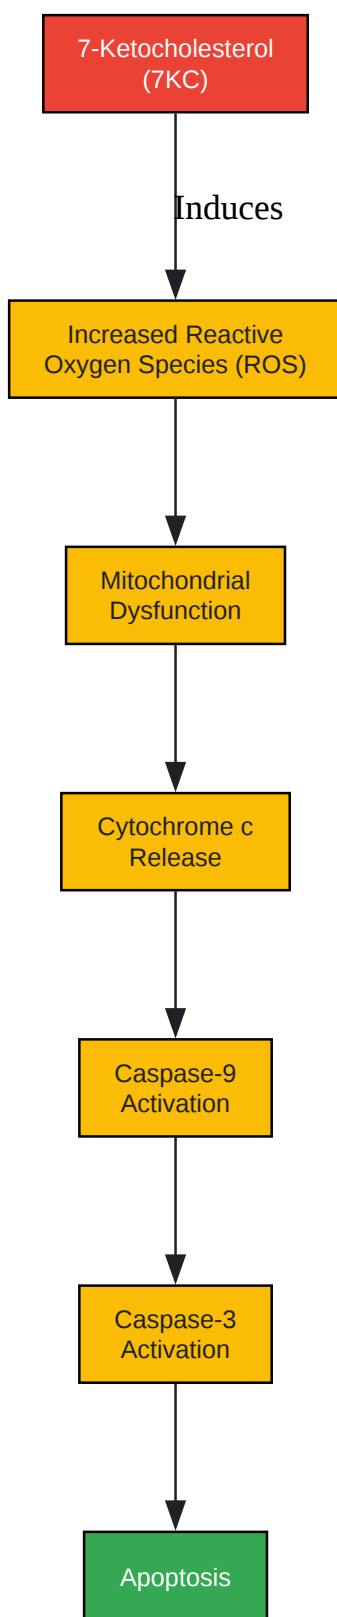 7-Ketocholesterol
(7KC)
Induces
Increased Reactive
Oxygen Species (ROS)
Mitochondrial
Dysfunction
Cytochrome c
Release
Caspase-9
Activation
Caspase-3
Activation
Apoptosis